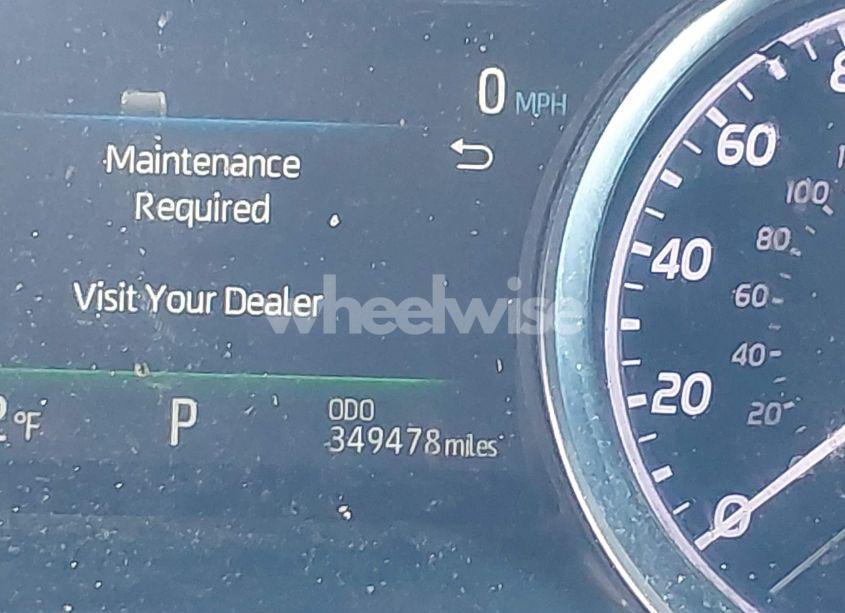 0 MPH
Maintenance
Required
Visit Your Dealer
wheelwise
°F
P
ODO
349478 miles
60
40
20
0
100
80
60
40
20